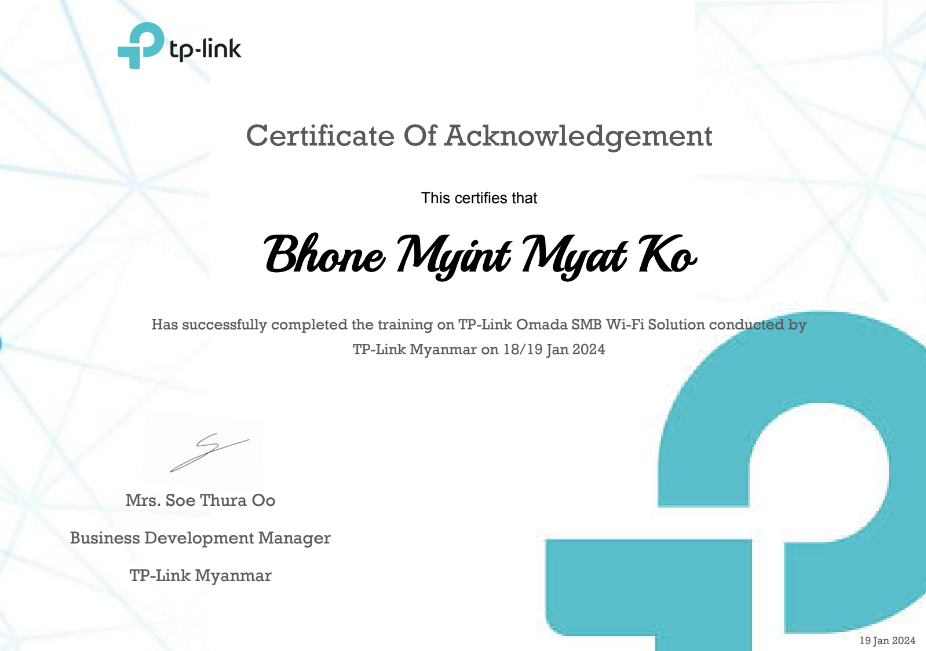 tp-link
Certificate Of Acknowledgement
This certifies that
Bhone Myint Myat Ko
Has successfully completed the training on TP-Link Omada SMB Wi-Fi Solution conducted by
TP-Link Myanmar on 18/19 Jan 2024
Mrs. Soe Thura Oo
Business Development Manager
TP-Link Myanmar
19 Jan 2024